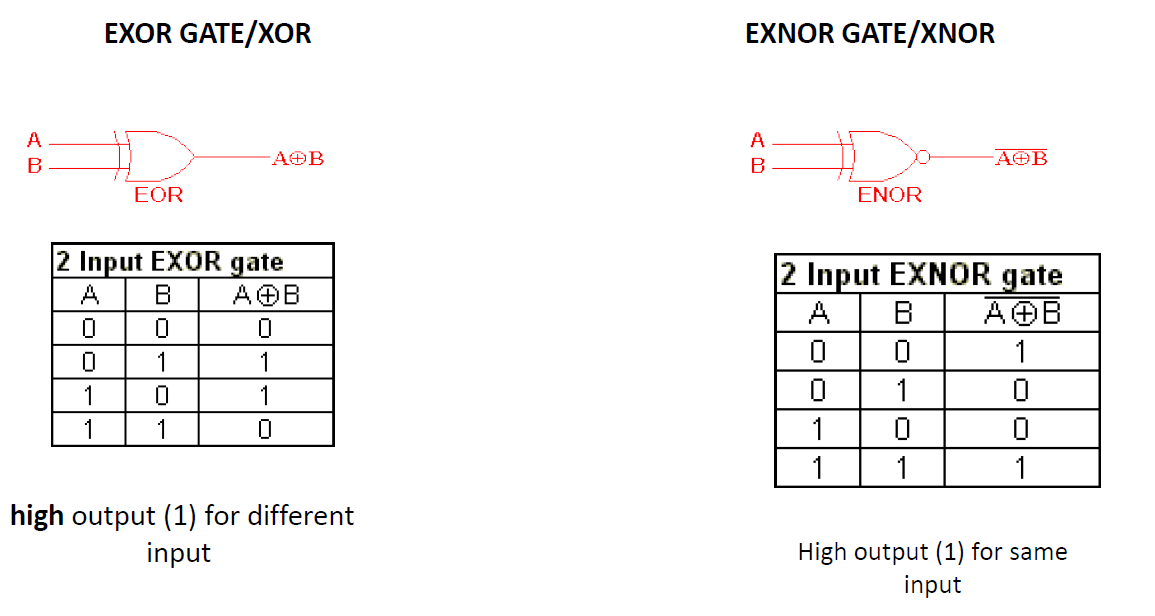 EXOR GATE/XOR
A
B
A⊕B
EOR
2 Input EXOR gate
A B A⊕B
0 0 0
0 1 1
1 0 1
1 1 0
high output (1) for different
input
EXNOR GATE/XNOR
A
B
A̅⊕̅B̅
ENOR
2 Input EXNOR gate
A B A̅⊕̅B̅
0 0 1
0 1 0
1 0 0
1 1 1
High output (1) for same
input